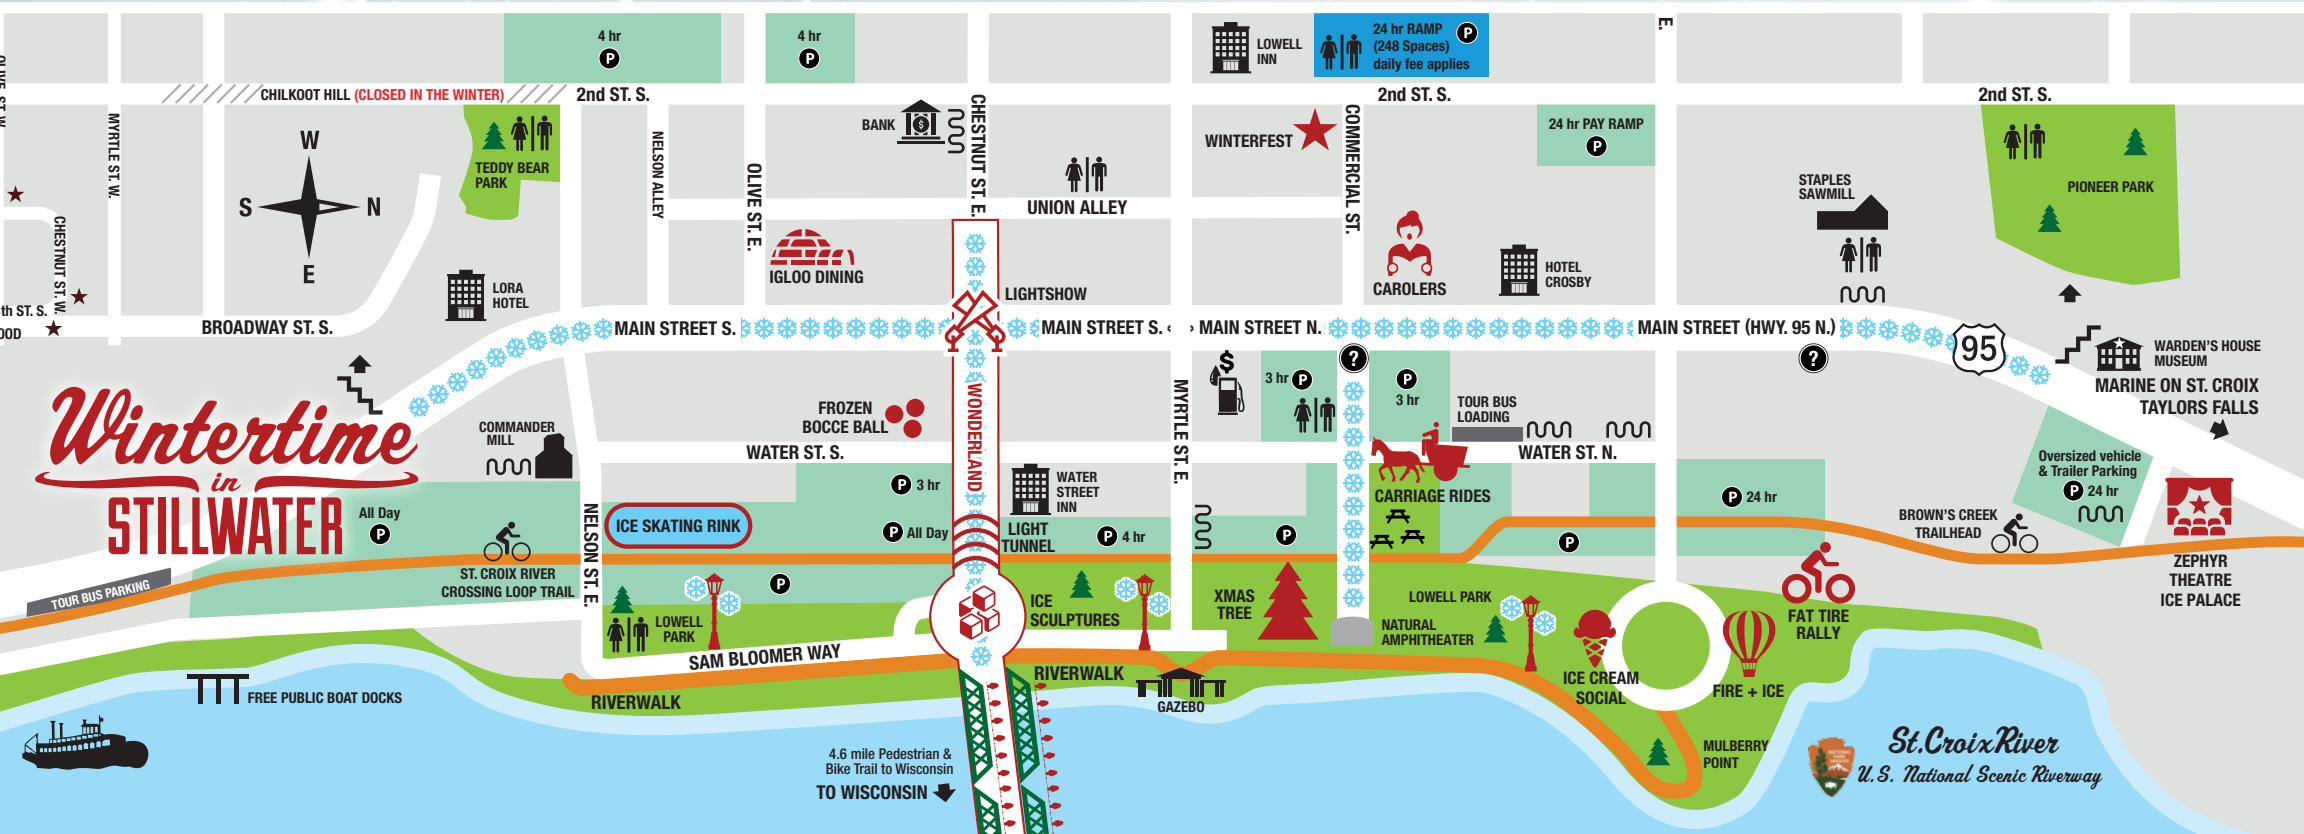 4 hr
P
4 hr
P
LOWELL
INN
24 hr RAMP
(248 Spaces)
daily fee applies
P
E.
OLIVE ST. W.
CHILKOOT HILL (CLOSED IN THE WINTER)
2nd ST. S.
2nd ST. S.
2nd ST. S.
MYRTLE ST. W.
W
S
N
E
TEDDY BEAR
PARK
NELSON ALLEY
OLIVE ST. E.
BANK
$
CHESTNUT ST. E.
WINTERFEST
COMMERCIAL ST.
24 hr PAY RAMP
P
UNION ALLEY
STAPLES
SAWMILL
PIONEER PARK
CHESTNUT ST. W.
th ST. S.
OOD
BROADWAY ST. S.
LORA
HOTEL
IGLOO DINING
LIGHTSHOW
CAROLERS
HOTEL
CROSBY
MAIN STREET S.
MAIN STREET S. ‹
› MAIN STREET N.
MAIN STREET (HWY. 95 N.)
95
?
?
WARDEN'S HOUSE
MUSEUM
MARINE ON ST. CROIX
TAYLORS FALLS
Wintertime
in
STILLWATER
COMMANDER
MILL
FROZEN
BOCCE BALL
WONDERLAND
MYRTLE ST. E.
$
3 hr P
P
3 hr
TOUR BUS
LOADING
WATER ST. S.
WATER ST. N.
P 3 hr
WATER
STREET
INN
CARRIAGE RIDES
P 24 hr
Oversized vehicle
& Trailer Parking
P 24 hr
All Day
P
NELSON ST. E.
ICE SKATING RINK
P All Day
LIGHT
TUNNEL
P 4 hr
P
P
BROWN'S CREEK
TRAILHEAD
ZEPHYR
THEATRE
ICE PALACE
TOUR BUS PARKING
ST. CROIX RIVER
CROSSING LOOP TRAIL
P
LOWELL
PARK
ICE
SCULPTURES
XMAS
TREE
LOWELL PARK
NATURAL
AMPHITHEATER
FAT TIRE
RALLY
SAM BLOOMER WAY
RIVERWALK
RIVERWALK
GAZEBO
ICE CREAM
SOCIAL
FIRE + ICE
FREE PUBLIC BOAT DOCKS
4.6 mile Pedestrian &
Bike Trail to Wisconsin
TO WISCONSIN
MULBERRY
POINT
St. Croix River
U.S. National Scenic Riverway